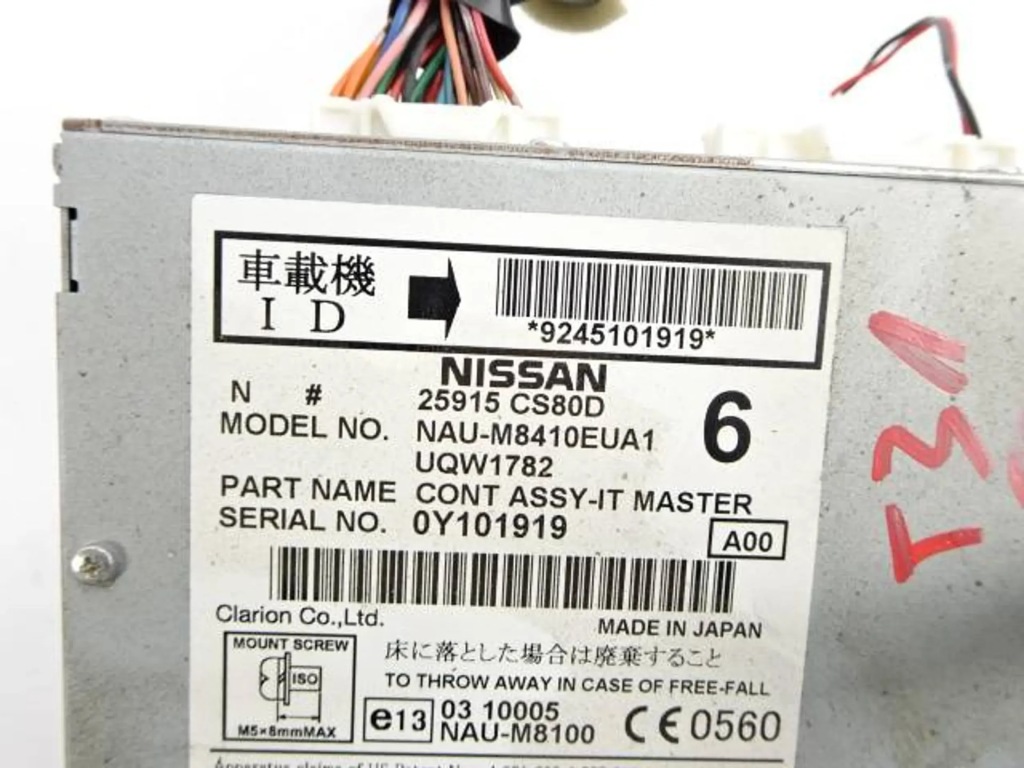 車載機
I D
*9245101919*
NISSAN
N # 25915 CS80D
6
MODEL NO. NAU-M8410EUA1
UQW1782
PART NAME CONT ASSY-IT MASTER
SERIAL NO. 0Y101919
A00
Clarion Co.,Ltd.
MADE IN JAPAN
MOUNT SCREW
ISO
M5×8mmMAX
床に落とした場合は廃棄すること
TO THROW AWAY IN CASE OF FREE-FALL
e13
03 10005
NAU-M8100
CE 0560